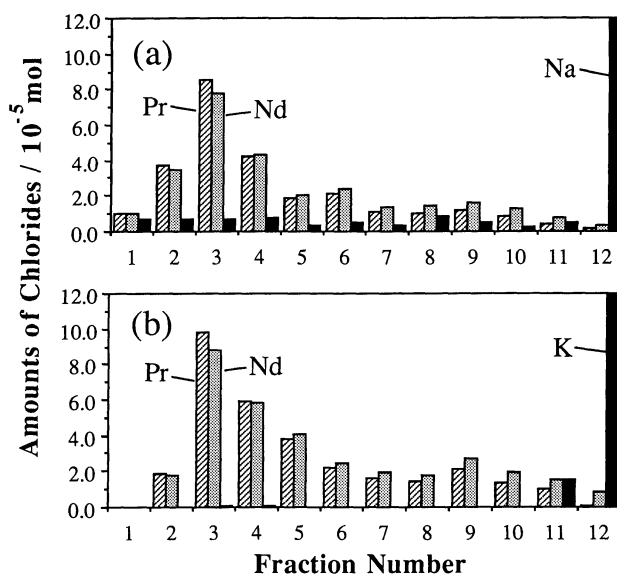 Amounts of Chlorides / 10⁻⁵ mol
12.0
10.0
8.0
6.0
4.0
2.0
0.0
(a)
Pr
Nd
Na
1 2 3 4 5 6 7 8 9 10 11 12
12.0
10.0
8.0
6.0
4.0
2.0
0.0
(b)
Pr
Nd
K
1 2 3 4 5 6 7 8 9 10 11 12
Fraction Number